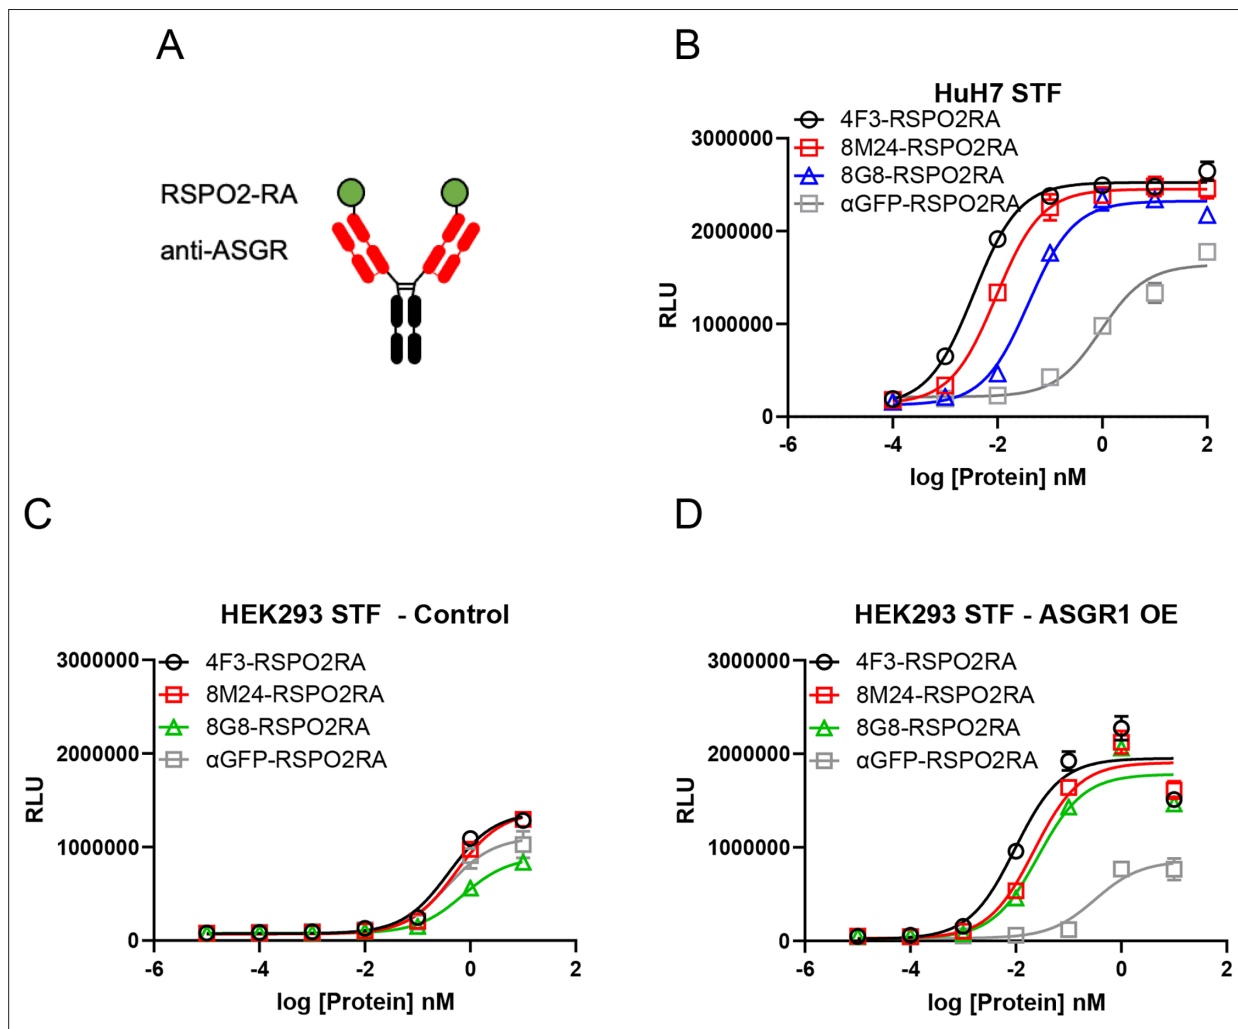 A
RSPO2-RA
anti-ASGR
B
HuH7 STF
4F3-RSPO2RA
8M24-RSPO2RA
8G8-RSPO2RA
αGFP-RSPO2RA
3000000
2000000
1000000
0
RLU
-6 -4 -2 0 2
log [Protein] nM
C
HEK293 STF - Control
4F3-RSPO2RA
8M24-RSPO2RA
8G8-RSPO2RA
αGFP-RSPO2RA
3000000
2000000
1000000
0
RLU
-6 -4 -2 0 2
log [Protein] nM
D
HEK293 STF - ASGR1 OE
4F3-RSPO2RA
8M24-RSPO2RA
8G8-RSPO2RA
αGFP-RSPO2RA
3000000
2000000
1000000
0
RLU
-6 -4 -2 0 2
log [Protein] nM